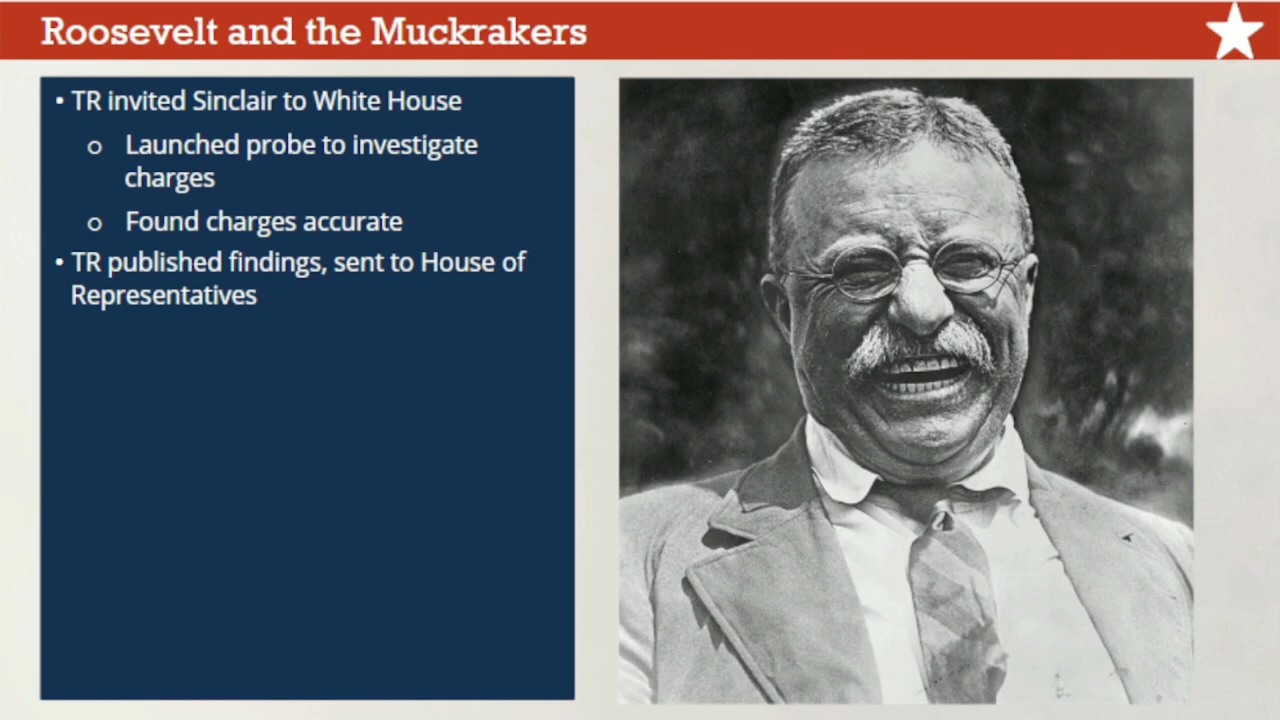 Roosevelt and the Muckrakers
• TR invited Sinclair to White House
o Launched probe to investigate
charges
o Found charges accurate
• TR published findings, sent to House of
Representatives